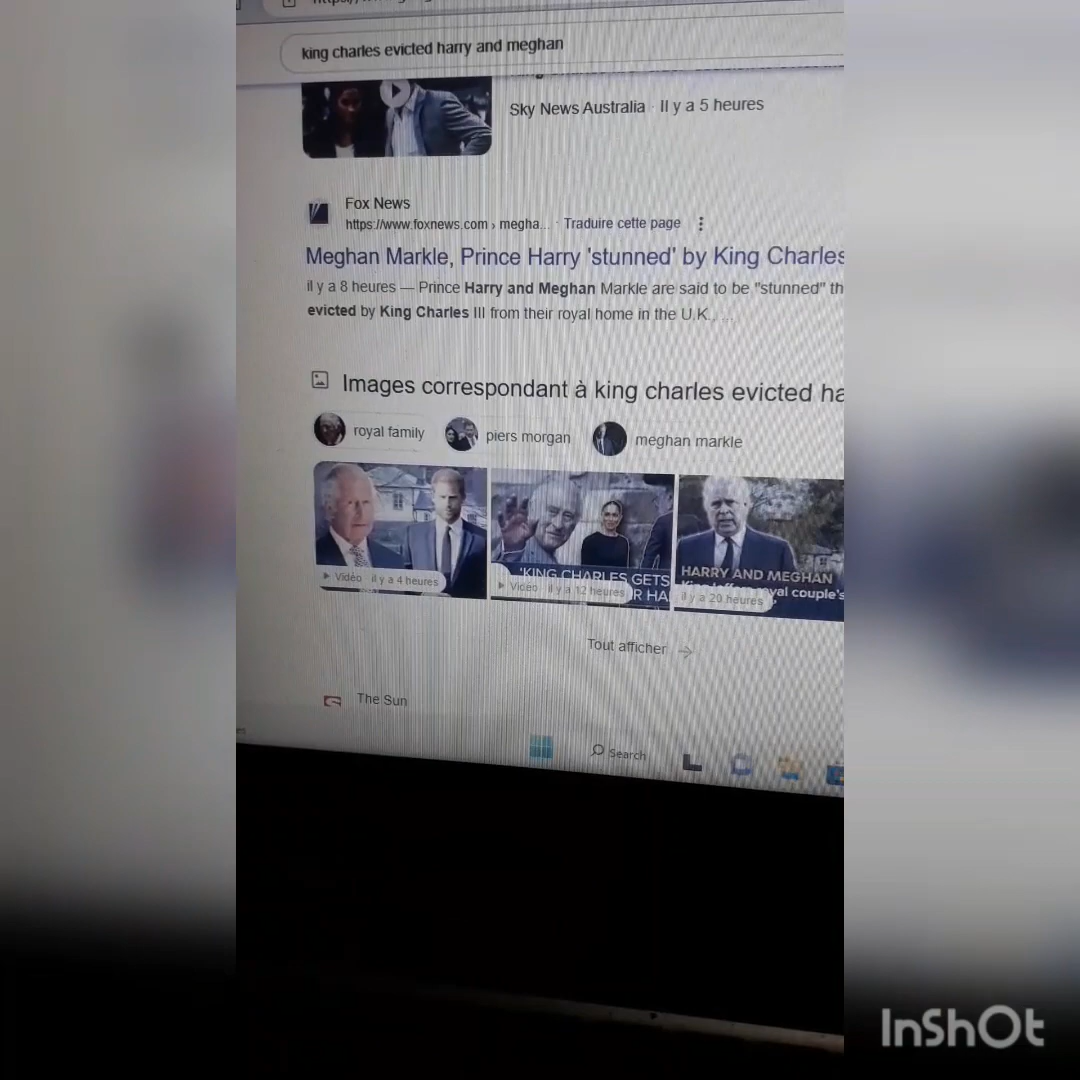 king charles evicted harry and meghan
Sky News Australia · Il y a 5 heures
Fox News
https://www.foxnews.com › megha... · Traduire cette page
Meghan Markle, Prince Harry 'stunned' by King Charles
il y a 8 heures — Prince Harry and Meghan Markle are said to be "stunned" th
evicted by King Charles III from their royal home in the U.K., ...
Images correspondant à king charles evicted ha
royal family
piers morgan
meghan markle
Vidéo il y a 4 heures
'KING CHARLES GETS
R HA
Vidéo il y a 12 heures
HARRY AND MEGHAN
yal couple's
il y a 20 heures
Tout afficher →
The Sun
Search
InShOt